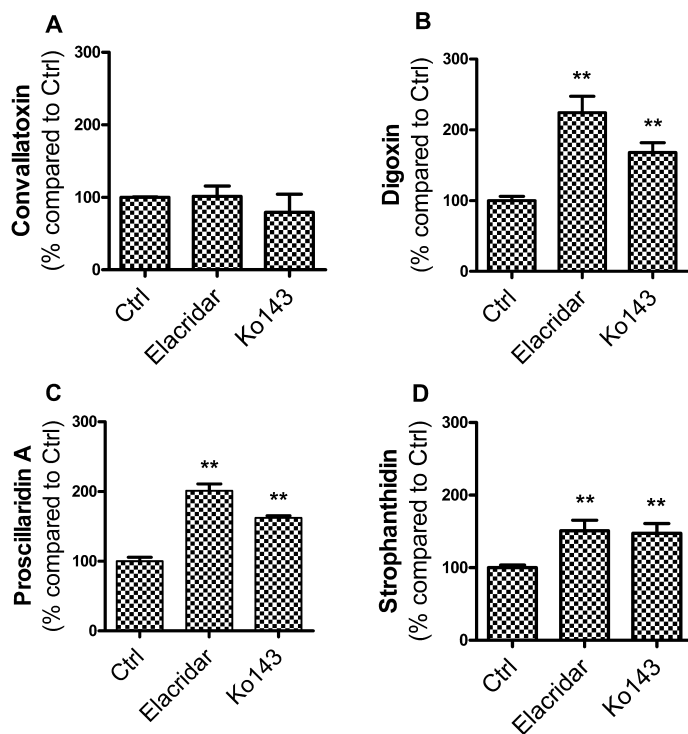 A
Convallatoxin
(% compared to Ctrl)
300
200
100
0
Ctrl
Elacridar
Ko143
B
Digoxin
(% compared to Ctrl)
300
200
100
0
**
**
Ctrl
Elacridar
Ko143
C
Proscillaridin A
(% compared to Ctrl)
300
200
100
0
**
**
Ctrl
Elacridar
Ko143
D
Strophanthidin
(% compared to Ctrl)
300
200
100
0
**
**
Ctrl
Elacridar
Ko143